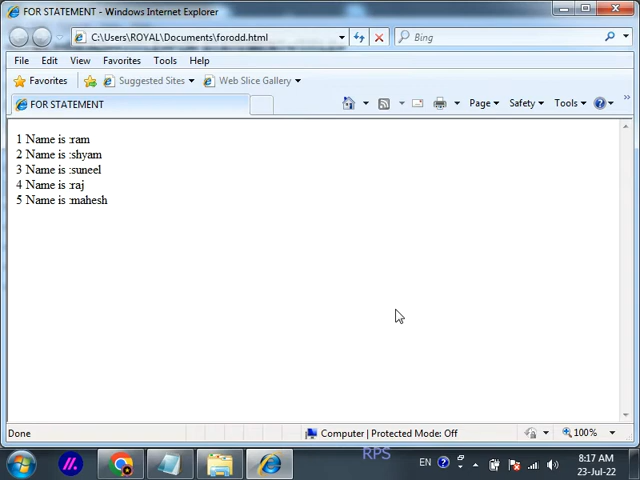 FOR STATEMENT - Windows Internet Explorer
C:\Users\ROYAL\Documents\forodd.html
Bing
File Edit View Favorites Tools Help
Favorites Suggested Sites Web Slice Gallery
FOR STATEMENT Page Safety Tools
1 Name is :ram
2 Name is :shyam
3 Name is :suneel
4 Name is :raj
5 Name is :mahesh
Done Computer | Protected Mode: Off 100%
RPS
EN 8:17 AM
23-Jul-22